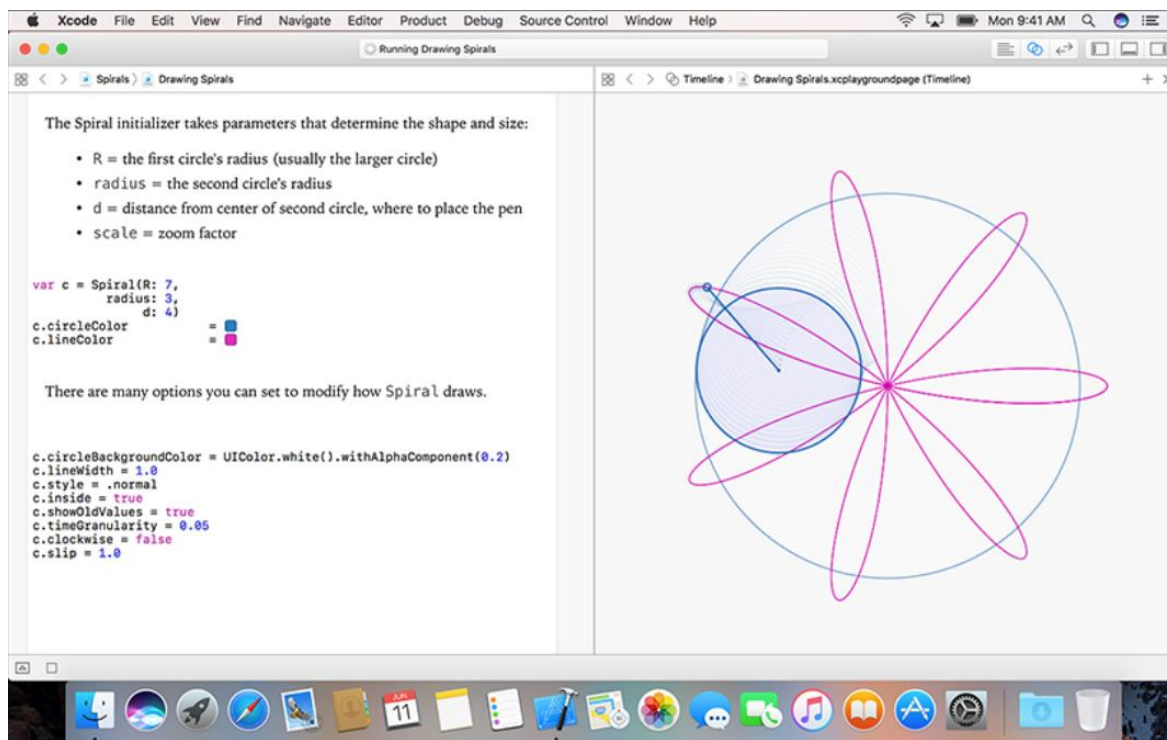 Xcode File Edit View Find Navigate Editor Product Debug Source Control Window Help Mon 9:41 AM
Running Drawing Spirals
Spirals Drawing Spirals
Timeline Drawing Spirals.xcplaygroundpage (Timeline)
The Spiral initializer takes parameters that determine the shape and size:
• R = the first circle's radius (usually the larger circle)
• radius = the second circle's radius
• d = distance from center of second circle, where to place the pen
• scale = zoom factor
var c = Spiral(R: 7,
radius: 3,
d: 4)
c.circleColor =
c.lineColor =
There are many options you can set to modify how Spiral draws.
c.circleBackgroundColor = UIColor.white().withAlphaComponent(0.2)
c.lineWidth = 1.0
c.style = .normal
c.inside = true
c.showOldValues = true
c.timeGranularity = 0.05
c.clockwise = false
c.slip = 1.0
JUN
11